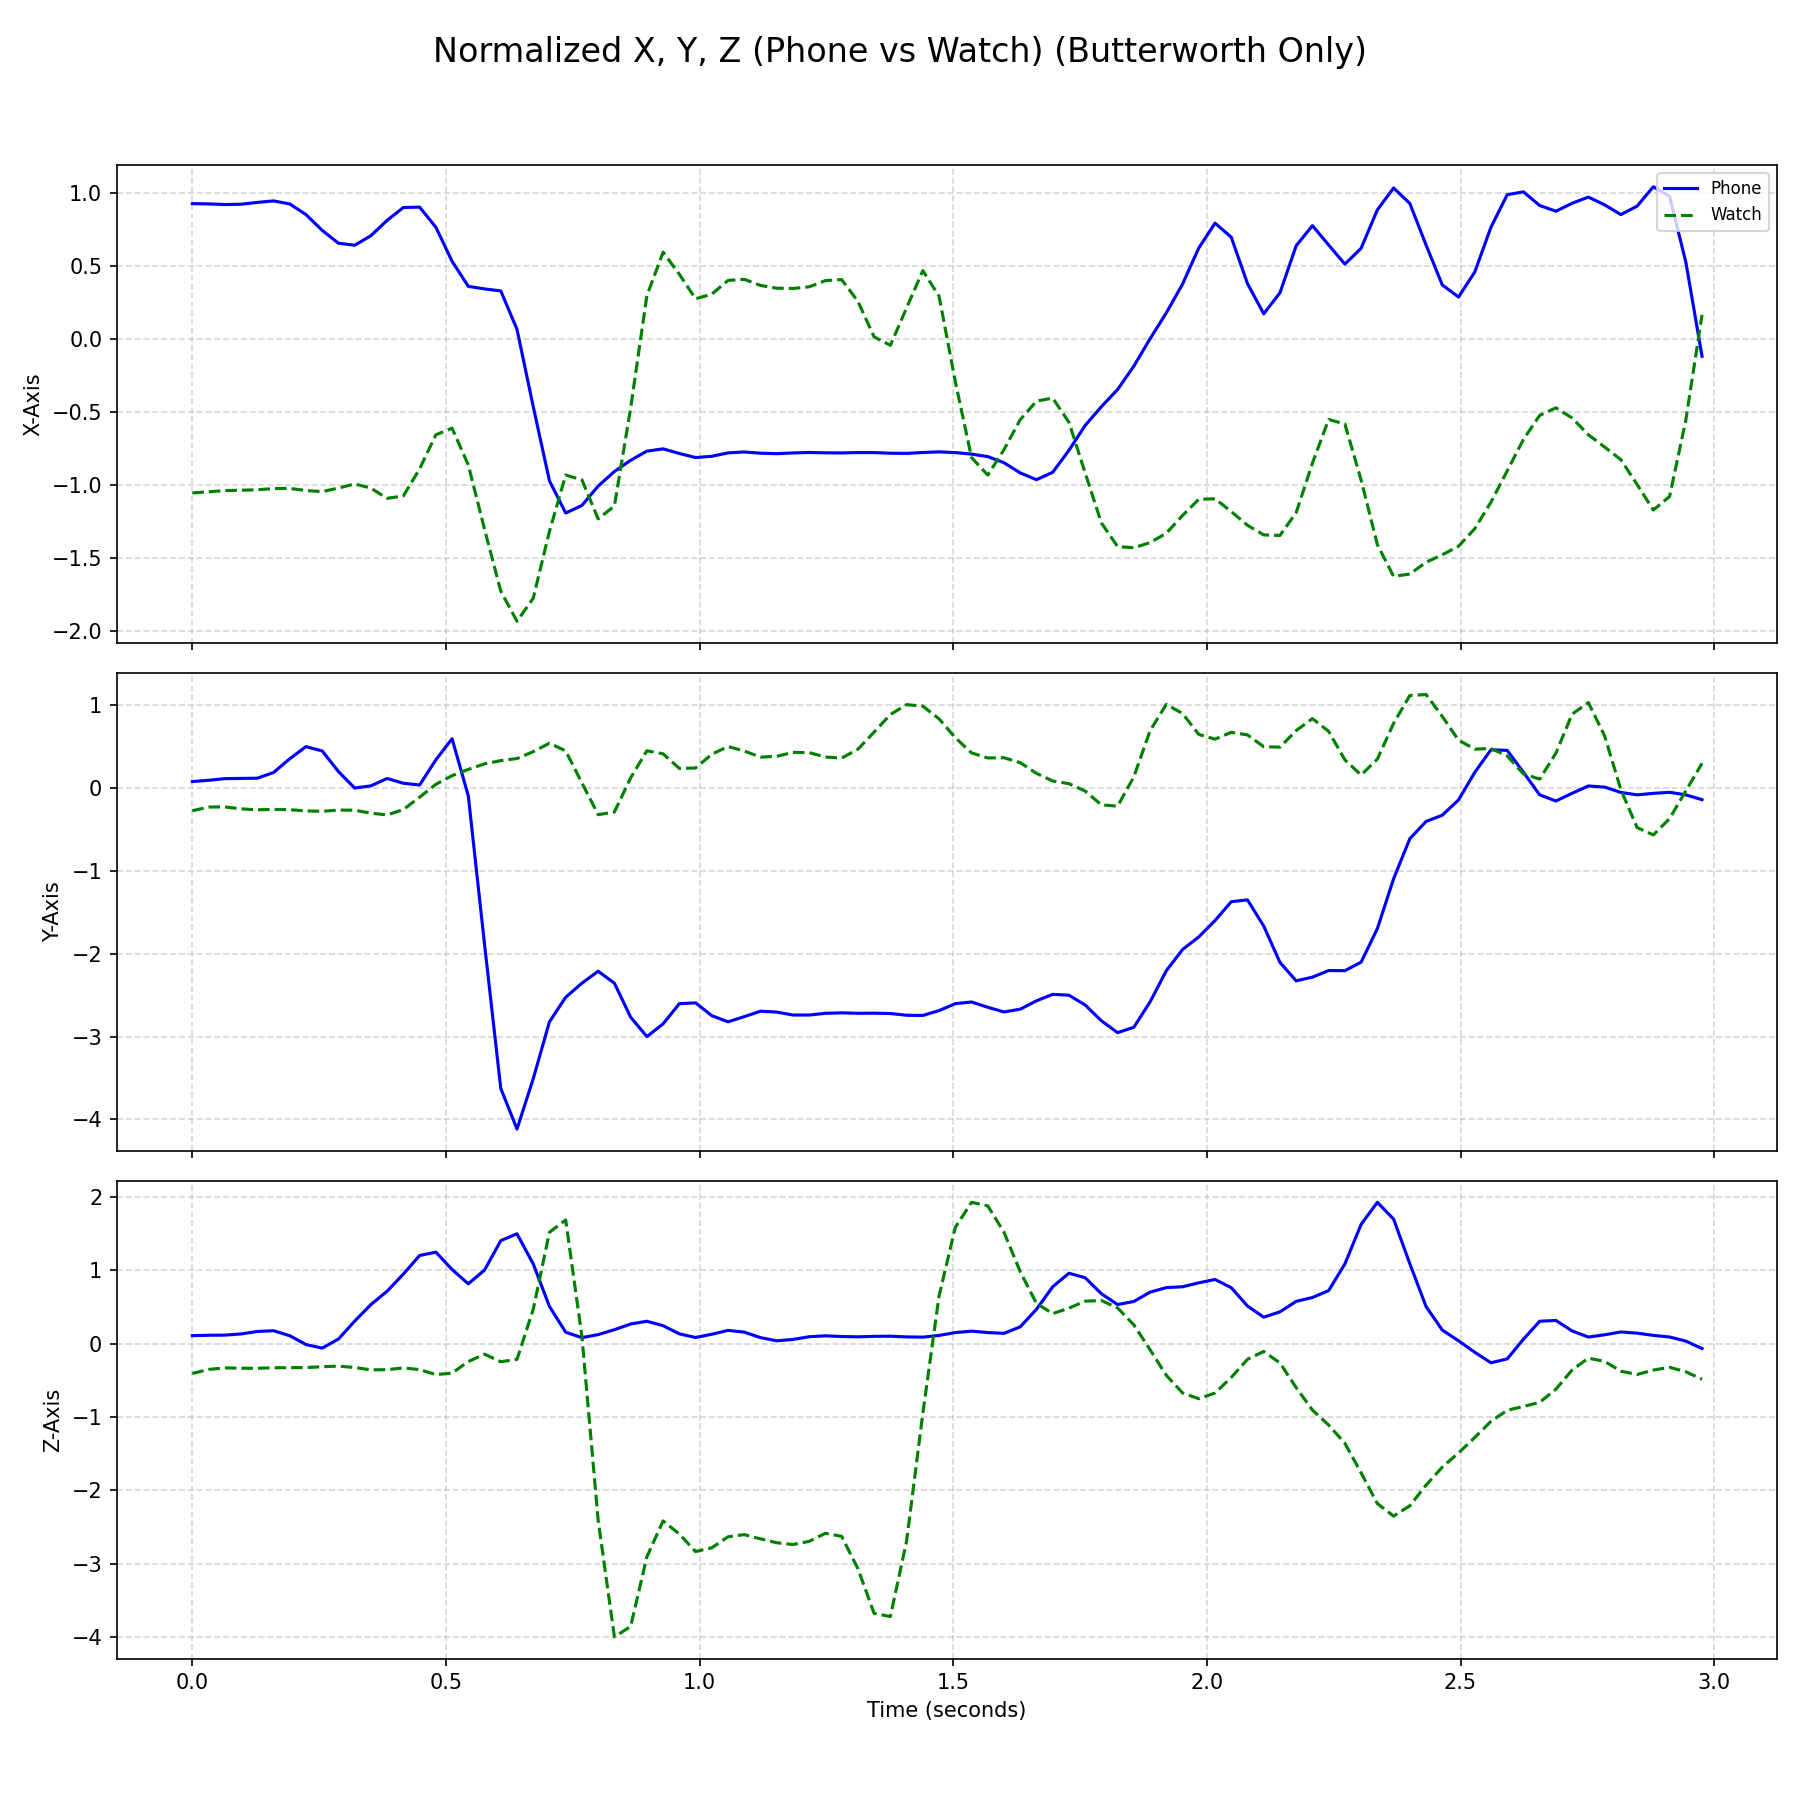 Normalized X, Y, Z (Phone vs Watch) (Butterworth Only)
Phone
Watch
1.0
0.5
0.0
−0.5
−1.0
−1.5
−2.0
X-Axis
1
0
−1
−2
−3
−4
Y-Axis
2
1
0
−1
−2
−3
−4
Z-Axis
0.0 0.5 1.0 1.5 2.0 2.5 3.0
Time (seconds)